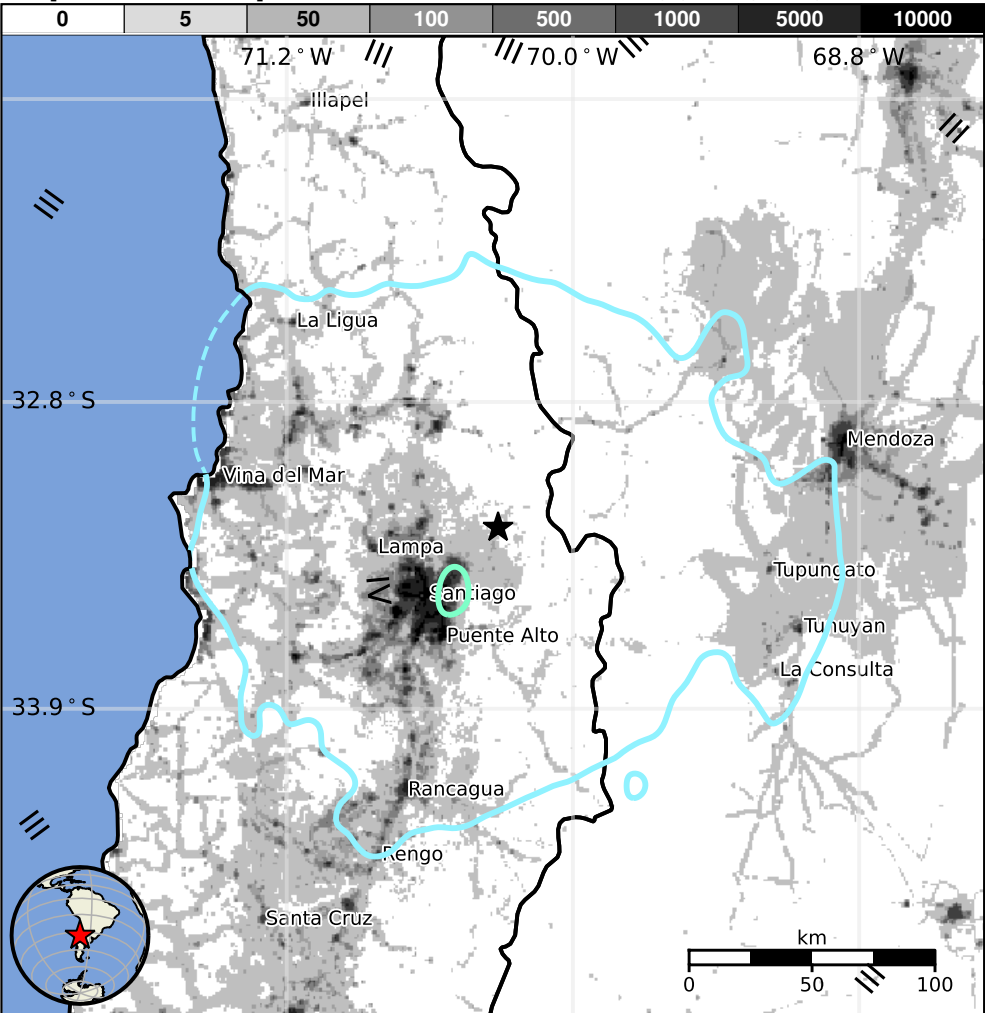 0 5 50 100 500 1000 5000 10000
71.2°W 70.0°W 68.8°W
III III III
Illapel
III
III
La Ligua
32.8°S
Mendoza
Vina del Mar
Lampa
Tupungato
IV
Santiago
Tunuyan
Puente Alto
La Consulta
33.9°S
Rancagua
III
Rengo
Santa Cruz
km
III
0 50 100